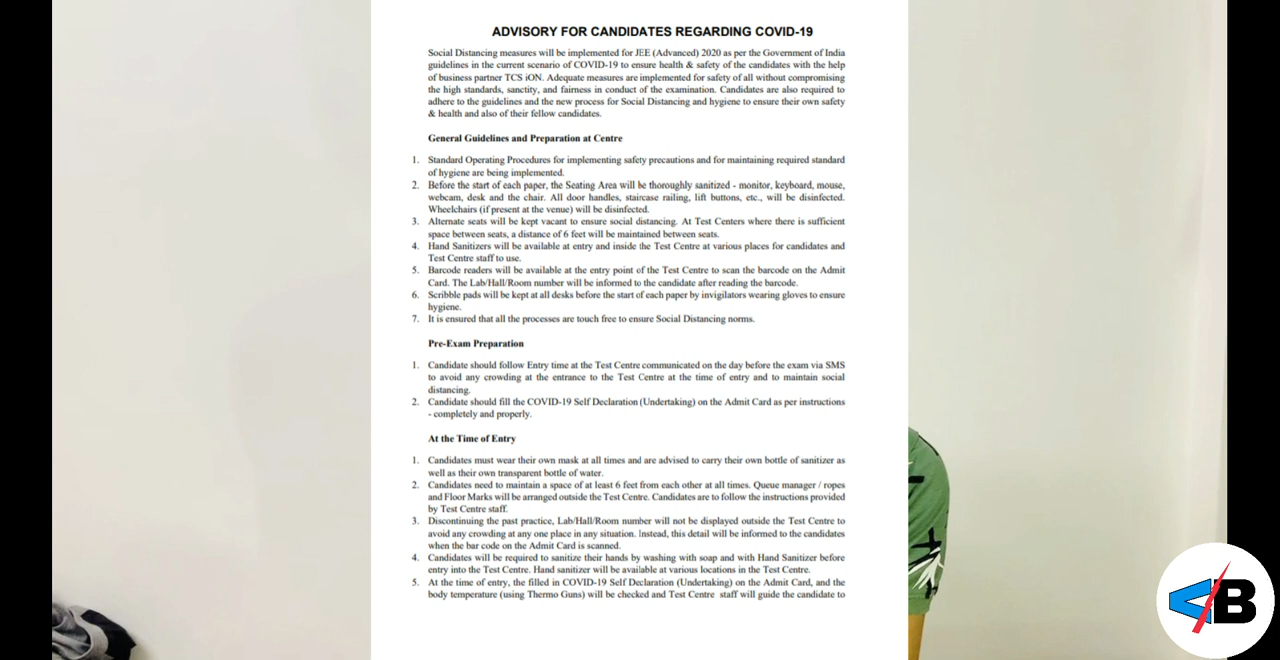 ADVISORY FOR CANDIDATES REGARDING COVID-19
Social Distancing measures will be implemented for JEE (Advanced) 2020 as per the Government of India
guidelines in the current scenario of COVID-19 to ensure health & safety of the candidates with the help
of business partner TCS iON. Adequate measures are implemented for safety of all without compromising
the high standards, sanctity, and fairness in conduct of the examination. Candidates are also required to
adhere to the guidelines and the new process for Social Distancing and hygiene to ensure their own safety
& health and also of their fellow candidates.
General Guidelines and Preparation at Centre
1. Standard Operating Procedures for implementing safety precautions and for maintaining required standard
of hygiene are being implemented.
2. Before the start of each paper, the Seating Area will be thoroughly sanitized - monitor, keyboard, mouse,
webcam, desk and the chair. All door handles, staircase railing, lift buttons, etc., will be disinfected.
Wheelchairs (if present at the venue) will be disinfected.
3. Alternate seats will be kept vacant to ensure social distancing. At Test Centers where there is sufficient
space between seats, a distance of 6 feet will be maintained between seats.
4. Hand Sanitizers will be available at entry and inside the Test Centre at various places for candidates and
Test Centre staff to use.
5. Barcode readers will be available at the entry point of the Test Centre to scan the barcode on the Admit
Card. The Lab/Hall/Room number will be informed to the candidate after reading the barcode.
6. Scribble pads will be kept at all desks before the start of each paper by invigilators wearing gloves to ensure
hygiene.
7. It is ensured that all the processes are touch free to ensure Social Distancing norms.
Pre-Exam Preparation
1. Candidate should follow Entry time at the Test Centre communicated on the day before the exam via SMS
to avoid any crowding at the entrance to the Test Centre at the time of entry and to maintain social
distancing.
2. Candidate should fill the COVID-19 Self Declaration (Undertaking) on the Admit Card as per instructions
- completely and properly.
At the Time of Entry
1. Candidates must wear their own mask at all times and are advised to carry their own bottle of sanitizer as
well as their own transparent bottle of water.
2. Candidates need to maintain a space of at least 6 feet from each other at all times. Queue manager / ropes
and Floor Marks will be arranged outside the Test Centre. Candidates are to follow the instructions provided
by Test Centre staff.
3. Discontinuing the past practice, Lab/Hall/Room number will not be displayed outside the Test Centre to
avoid any crowding at any one place in any situation. Instead, this detail will be informed to the candidates
when the bar code on the Admit Card is scanned.
4. Candidates will be required to sanitize their hands by washing with soap and with Hand Sanitizer before
entry into the Test Centre. Hand sanitizer will be available at various locations in the Test Centre.
5. At the time of entry, the filled in COVID-19 Self Declaration (Undertaking) on the Admit Card, and the
body temperature (using Thermo Guns) will be checked and Test Centre staff will guide the candidate to
B